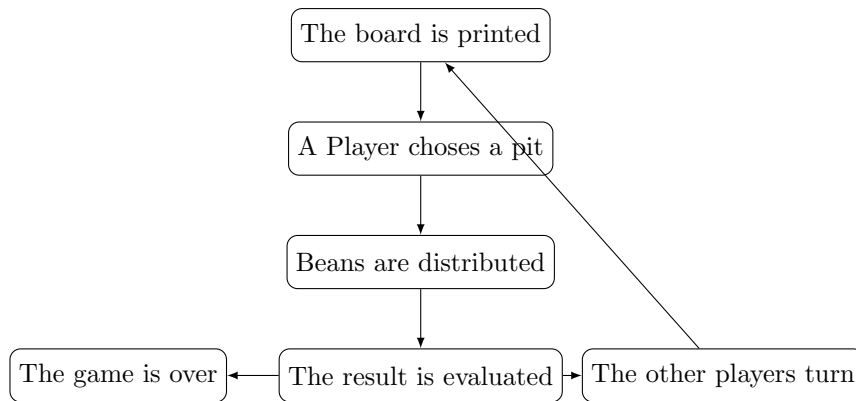 The board is printed
A Player choses a pit
Beans are distributed
The game is over
The result is evaluated
The other players turn